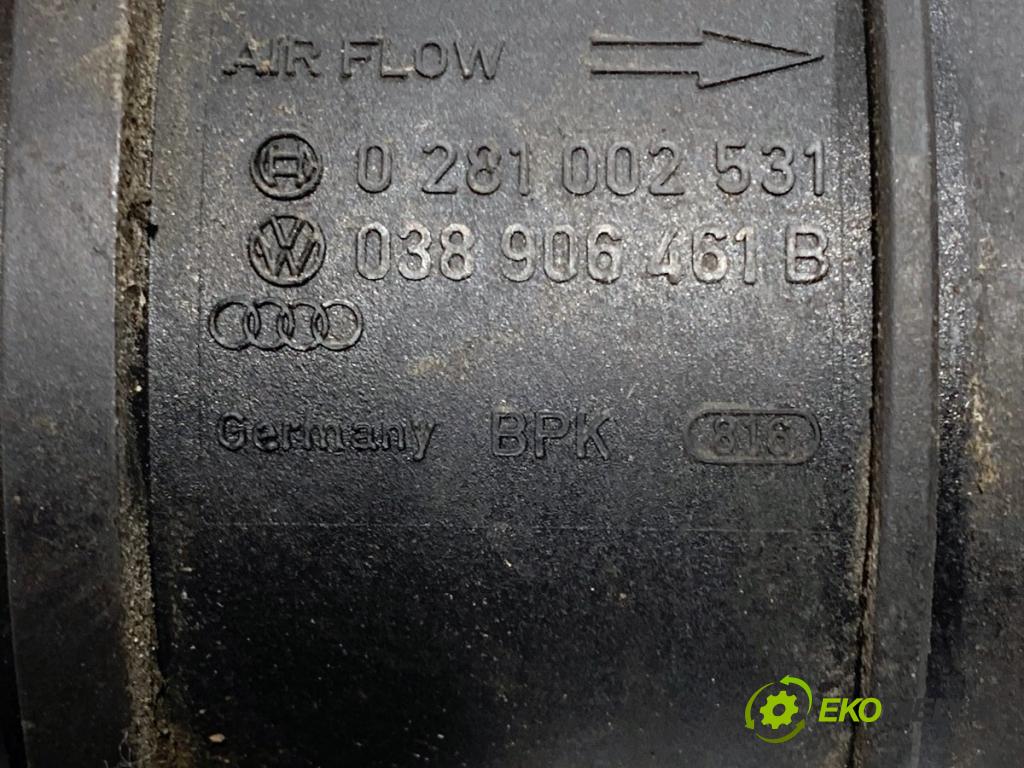 AIR FLOW
0 281 002 531
038 906 461 B
Germany BPK 816
EKO